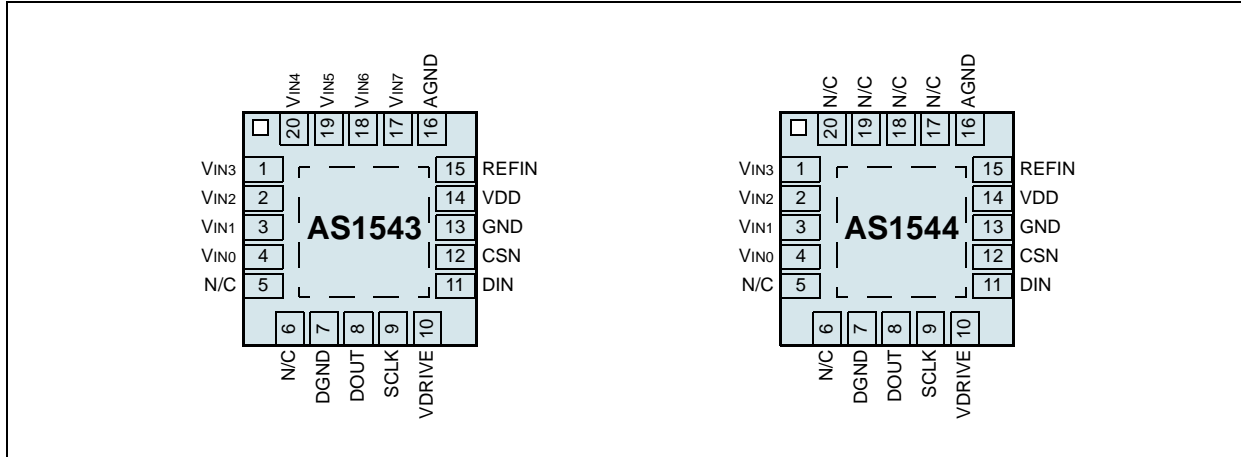 VIN4 VIN5 VIN6 VIN7 AGND
20 19 18 17 16
VIN3 1 15 REFIN
VIN2 2 14 VDD
VIN1 3 AS1543 13 GND
VIN0 4 12 CSN
N/C 5 11 DIN
6 7 8 9 10
N/C DGND DOUT SCLK VDRIVE
N/C N/C N/C N/C AGND
20 19 18 17 16
VIN3 1 15 REFIN
VIN2 2 14 VDD
VIN1 3 AS1544 13 GND
VIN0 4 12 CSN
N/C 5 11 DIN
6 7 8 9 10
N/C DGND DOUT SCLK VDRIVE